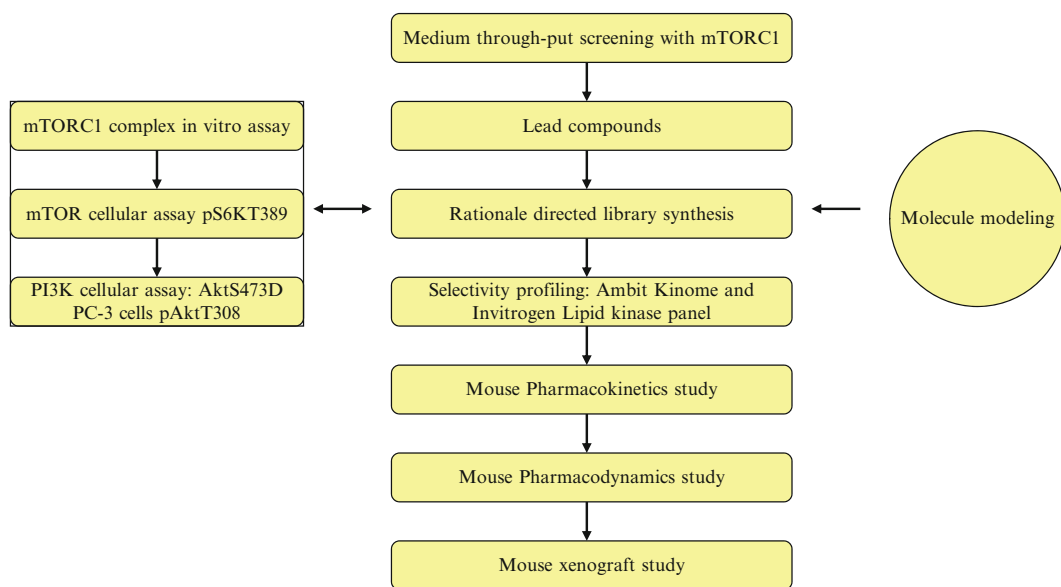 Medium through-put screening with mTORC1
Lead compounds
Rationale directed library synthesis
Selectivity profiling: Ambit Kinome and
Invitrogen Lipid kinase panel
Mouse Pharmacokinetics study
Mouse Pharmacodynamics study
Mouse xenograft study
mTORC1 complex in vitro assay
mTOR cellular assay pS6KT389
PI3K cellular assay: AktS473D
PC-3 cells pAktT308
Molecule modeling